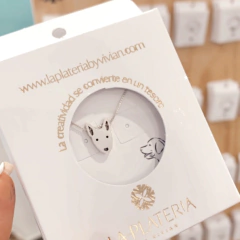 www.laplateriabyvivian.com
La creatividad se convierte en un tesoro
LA PLATERIA